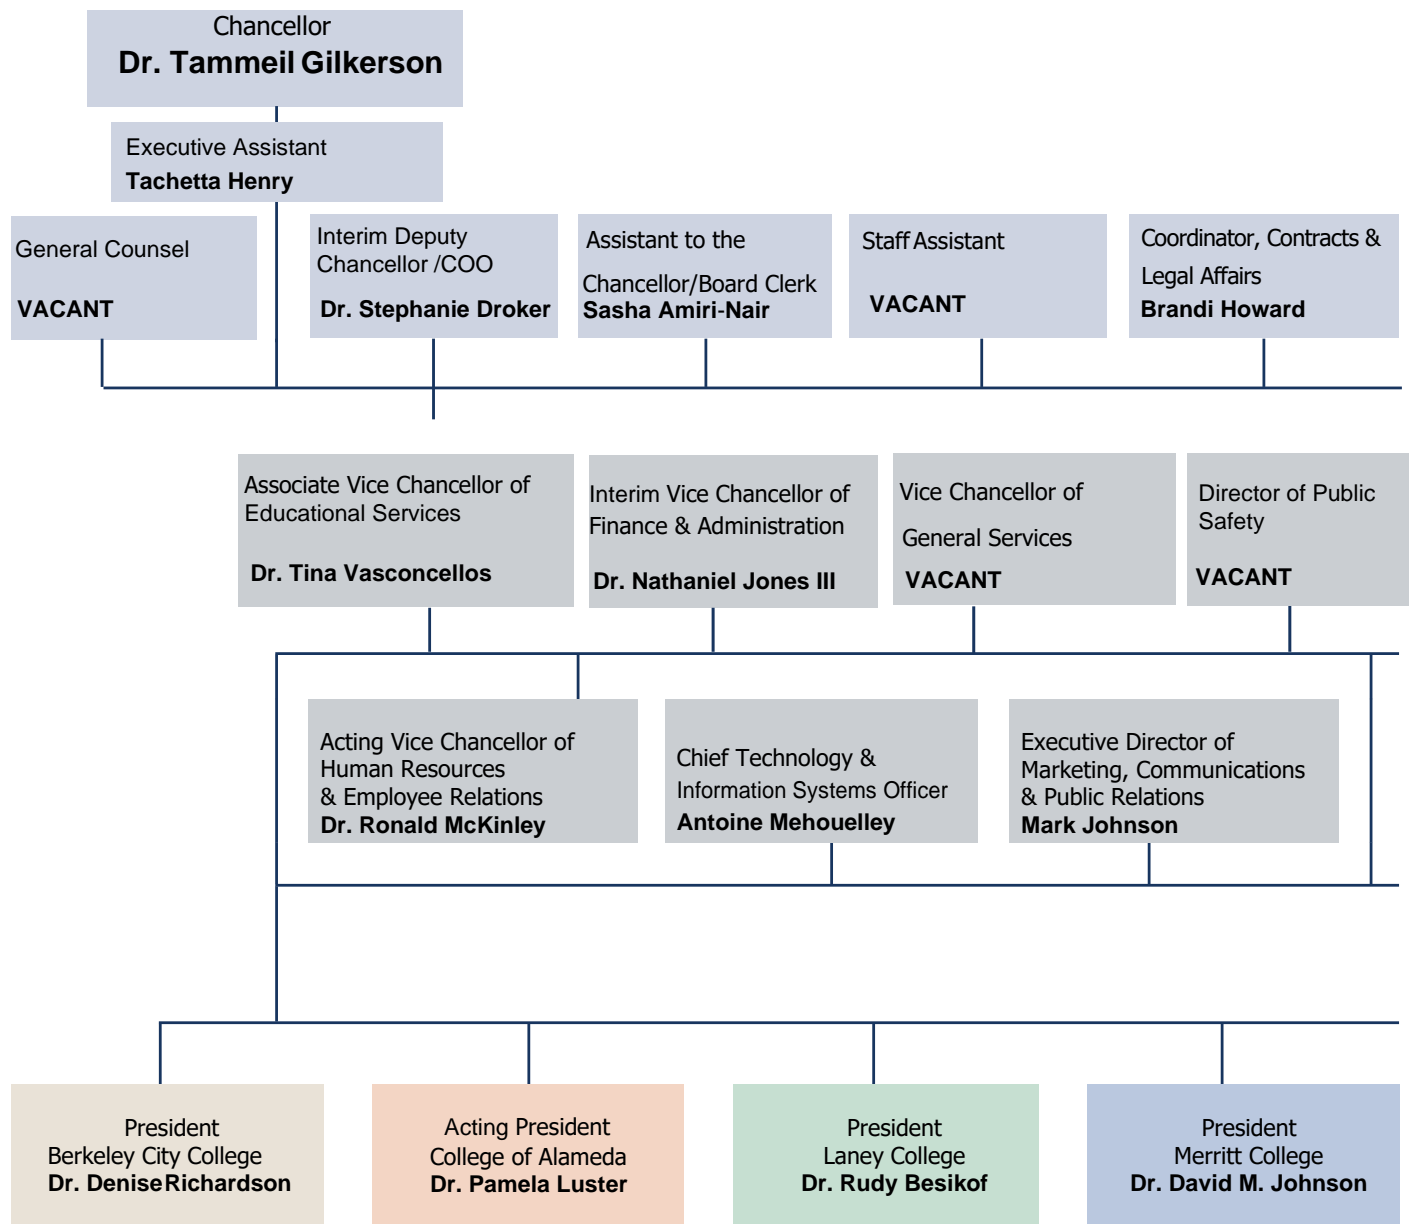 Chancellor
Dr. Tammeil Gilkerson
Executive Assistant
Tachetta Henry
General Counsel
VACANT
Interim Deputy
Chancellor /COO
Dr. Stephanie Droker
Assistant to the
Chancellor/Board Clerk
Sasha Amiri-Nair
Staff Assistant
VACANT
Coordinator, Contracts &
Legal Affairs
Brandi Howard
Associate Vice Chancellor of
Educational Services
Dr. Tina Vasconcellos
Interim Vice Chancellor of
Finance & Administration
Dr. Nathaniel Jones III
Vice Chancellor of
General Services
VACANT
Director of Public
Safety
VACANT
Acting Vice Chancellor of
Human Resources
& Employee Relations
Dr. Ronald McKinley
Chief Technology &
Information Systems Officer
Antoine Mehouelley
Executive Director of
Marketing, Communications
& Public Relations
Mark Johnson
President
Berkeley City College
Dr. Denise Richardson
Acting President
College of Alameda
Dr. Pamela Luster
President
Laney College
Dr. Rudy Besikof
President
Merritt College
Dr. David M. Johnson